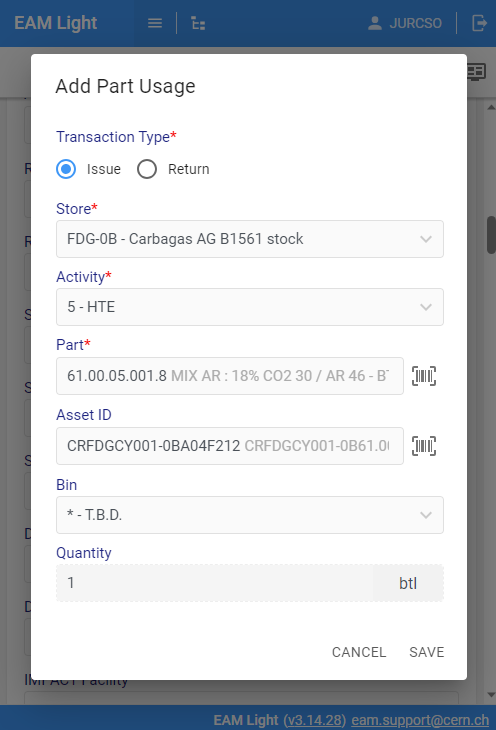 EAM Light
JURCSO
Add Part Usage
Transaction Type*
Issue Return
Store*
FDG-0B - Carbagas AG B1561 stock
Activity*
5 - HTE
Part*
61.00.05.001.8 MIX AR : 18% CO2 30 / AR 46 -
Asset ID
CRFDGCY001-0BA04F212 CRFDGCY001-0B61.0
Bin
* - T.B.D.
Quantity
1 btl
CANCEL SAVE
Facility
EAM Light (v3.14.28) eam.support@cern.ch